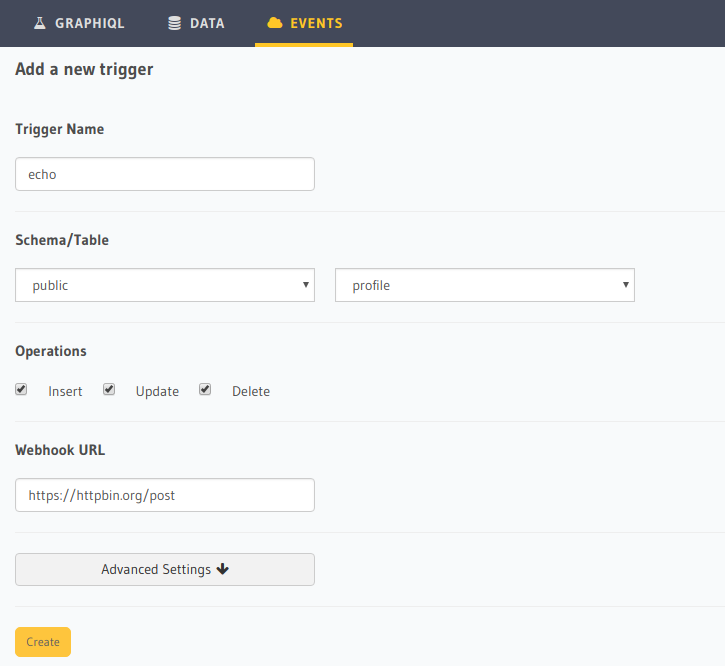 GRAPHIQL DATA EVENTS
Add a new trigger
Trigger Name
echo
Schema/Table
public profile
Operations
Insert Update Delete
Webhook URL
https://httpbin.org/post
Advanced Settings
Create